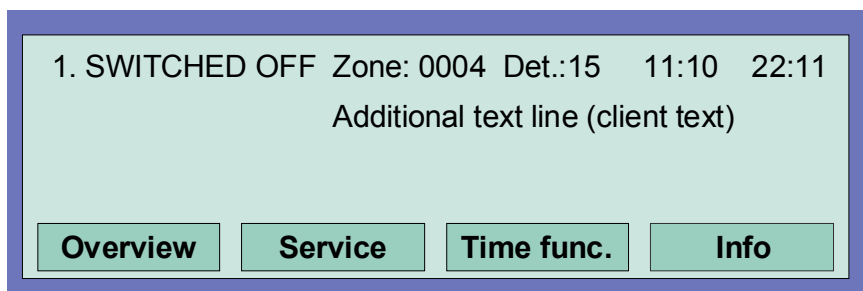 1. SWITCHED OFF Zone: 0004 Det.:15 11:10 22:11
Additional text line (client text)
Overview Service Time func. Info